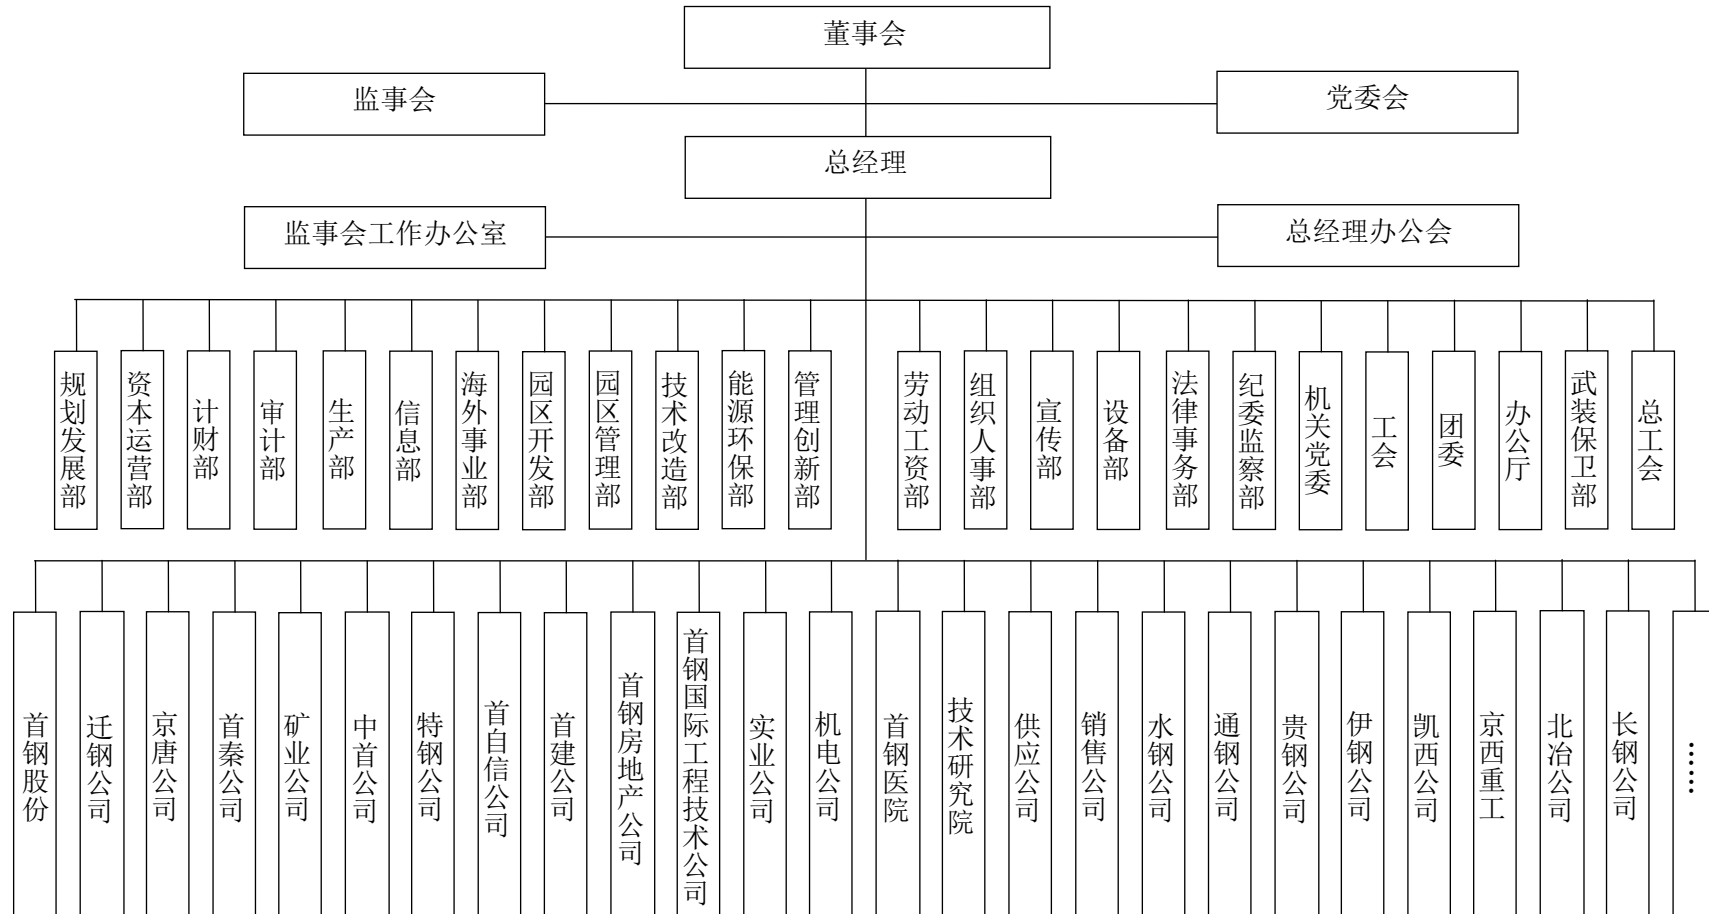 董事会
监事会
党委会
总经理
监事会工作办公室
总经理办公会
规划发展部
资本运营部
计财部
审计部
生产部
信息部
海外事业部
园区开发部
园区管理部
技术改造部
能源环保部
管理创新部
劳动工资部
组织人事部
宣传部
设备部
法律事务部
纪委监察部
机关党委
工会
团委
办公厅
武装保卫部
总工会
首钢股份
迁钢公司
京唐公司
首秦公司
矿业公司
中首公司
特钢公司
首自信公司
首建公司
首钢房地产公司
首钢国际工程技术公司
实业公司
机电公司
首钢医院
技术研究院
供应公司
销售公司
水钢公司
通钢公司
贵钢公司
伊钢公司
凯西公司
京西重工
北冶公司
长钢公司
……